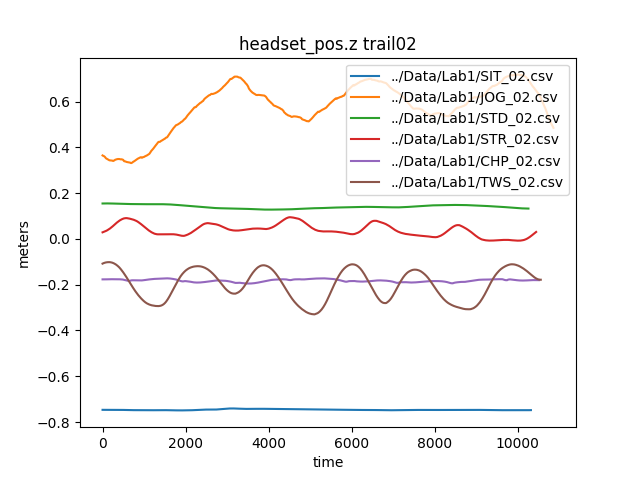 headset_pos.z trail02
../Data/Lab1/SIT_02.csv
../Data/Lab1/JOG_02.csv
../Data/Lab1/STD_02.csv
../Data/Lab1/STR_02.csv
../Data/Lab1/CHP_02.csv
../Data/Lab1/TWS_02.csv
meters
0.6
0.4
0.2
0.0
−0.2
−0.4
−0.6
−0.8
0 2000 4000 6000 8000 10000
time